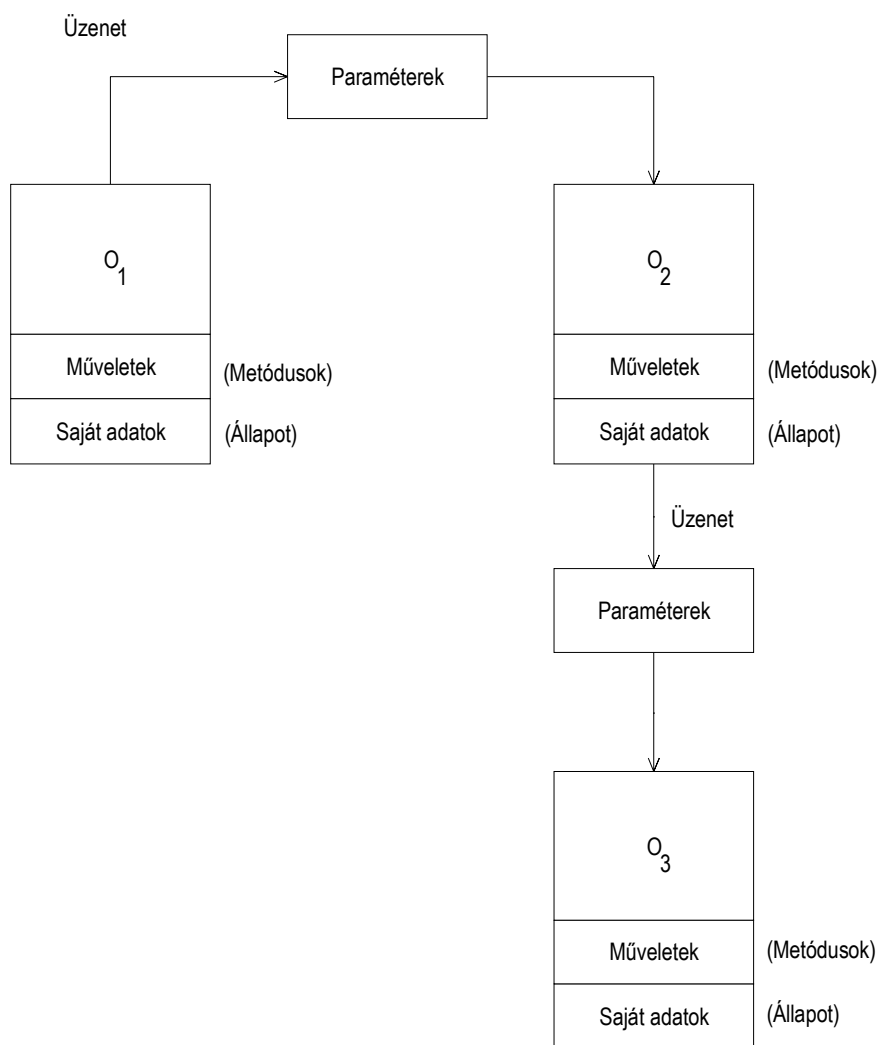 Üzenet
Paraméterek
O1
O2
Műveletek
(Metódusok)
Műveletek
(Metódusok)
Saját adatok
(Állapot)
Saját adatok
(Állapot)
Üzenet
Paraméterek
O3
Műveletek
(Metódusok)
Saját adatok
(Állapot)